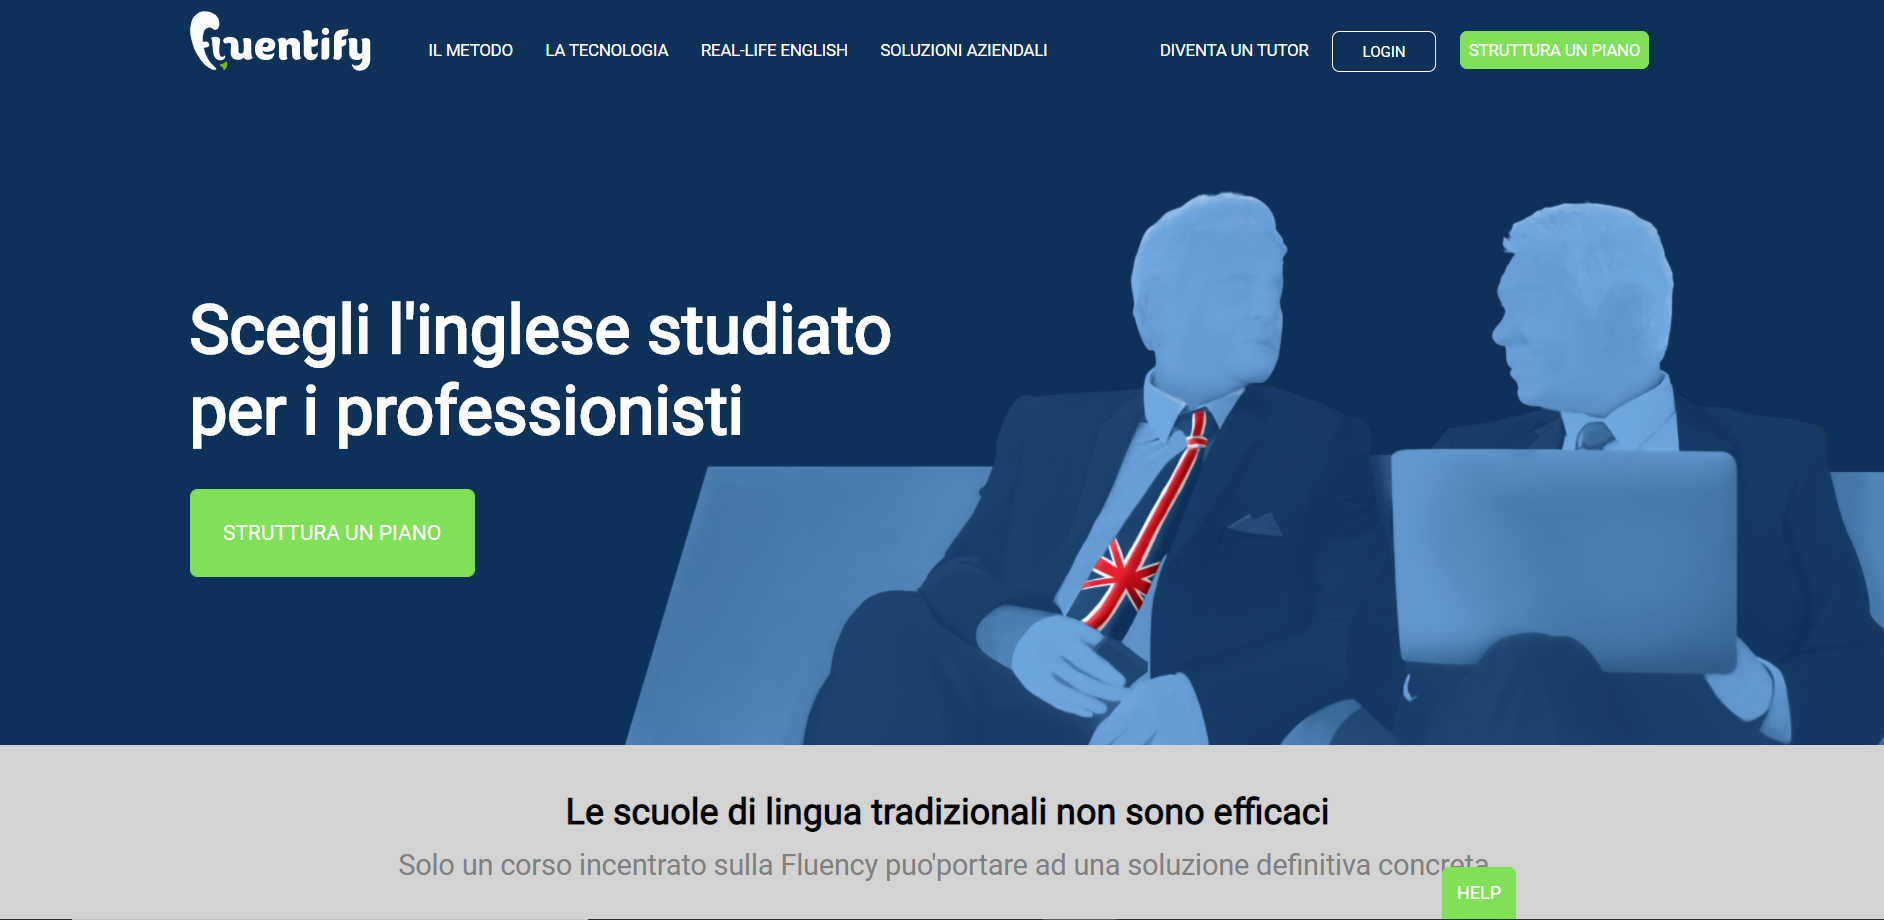 fluentify
IL METODO
LA TECNOLOGIA
REAL-LIFE ENGLISH
SOLUZIONI AZIENDALI
DIVENTA UN TUTOR
LOGIN
STRUTTURA UN PIANO
Scegli l'inglese studiato
per i professionisti
STRUTTURA UN PIANO
Le scuole di lingua tradizionali non sono efficaci
Solo un corso incentrato sulla Fluency puo'portare ad una soluzione definitiva concreta
HELP